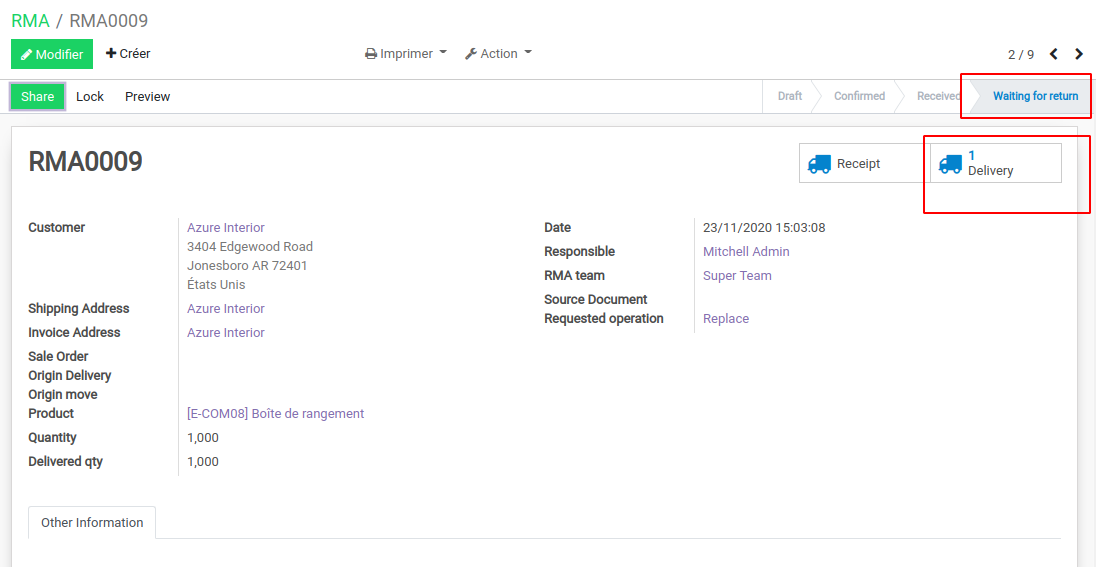 RMA / RMA0009
Modifier
Créer
Imprimer
Action
2 / 9
Share
Lock
Preview
Draft
Confirmed
Received
Waiting for return
RMA0009
Receipt
1
Delivery
Customer
Azure Interior
3404 Edgewood Road
Jonesboro AR 72401
États Unis
Shipping Address
Azure Interior
Invoice Address
Azure Interior
Sale Order
Origin Delivery
Origin move
Product
[E-COM08] Boîte de rangement
Quantity
1,000
Delivered qty
1,000
Date
23/11/2020 15:03:08
Responsible
Mitchell Admin
RMA team
Super Team
Source Document
Requested operation
Replace
Other Information